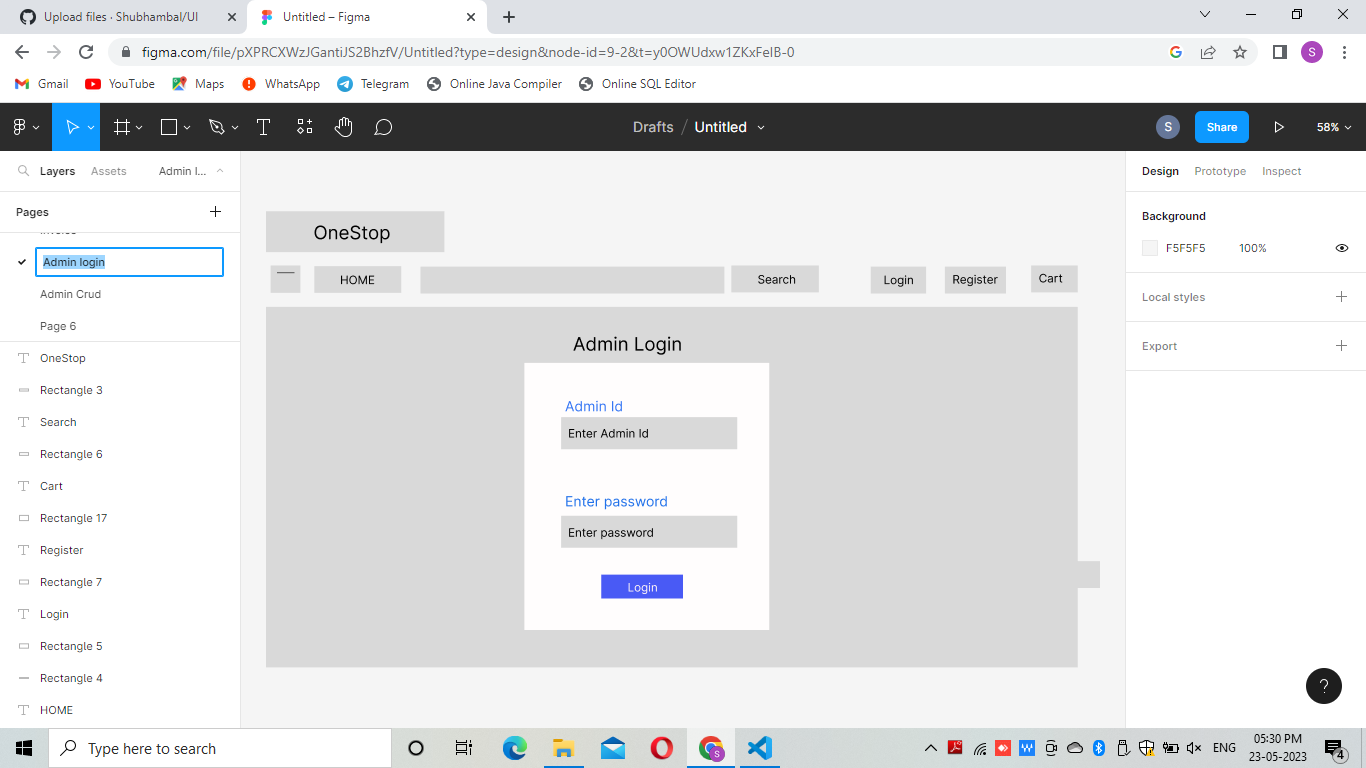 Upload files · Shubhambal/UI
Untitled – Figma
figma.com/file/pXPRCXWzJGantiJS2BhzfV/Untitled?type=design&node-id=9-2&t=y0OWUdxw1ZKxFeIB-0
S
Gmail YouTube Maps WhatsApp Telegram Online Java Compiler Online SQL Editor
Drafts / Untitled
S
Share
58%
Layers Assets Admin l...
Design Prototype Inspect
Pages
Invoice
Admin login
Admin Crud
Page 6
OneStop
Rectangle 3
Search
Rectangle 6
Cart
Rectangle 17
Register
Rectangle 7
Login
Rectangle 5
Rectangle 4
HOME
OneStop
HOME Search Login Register Cart
Admin Login
Admin Id
Enter Admin Id
Enter password
Enter password
Login
Background
F5F5F5 100%
Local styles
Export
?
Type here to search
S
W
ENG
05:30 PM
23-05-2023
4